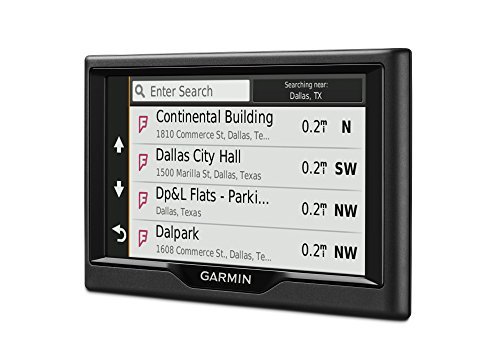 Enter Search
Searching near:
Dallas, TX
Continental Building
1810 Commerce St, Dallas, Te...
0.2mi N
Dallas City Hall
1500 Marilla St, Dallas, Texas
0.2mi SW
Dp&L Flats - Parki...
Dallas, Texas
0.2mi NW
Dalpark
1608 Commerce St., Dallas, Te...
0.2mi NW
GARMIN